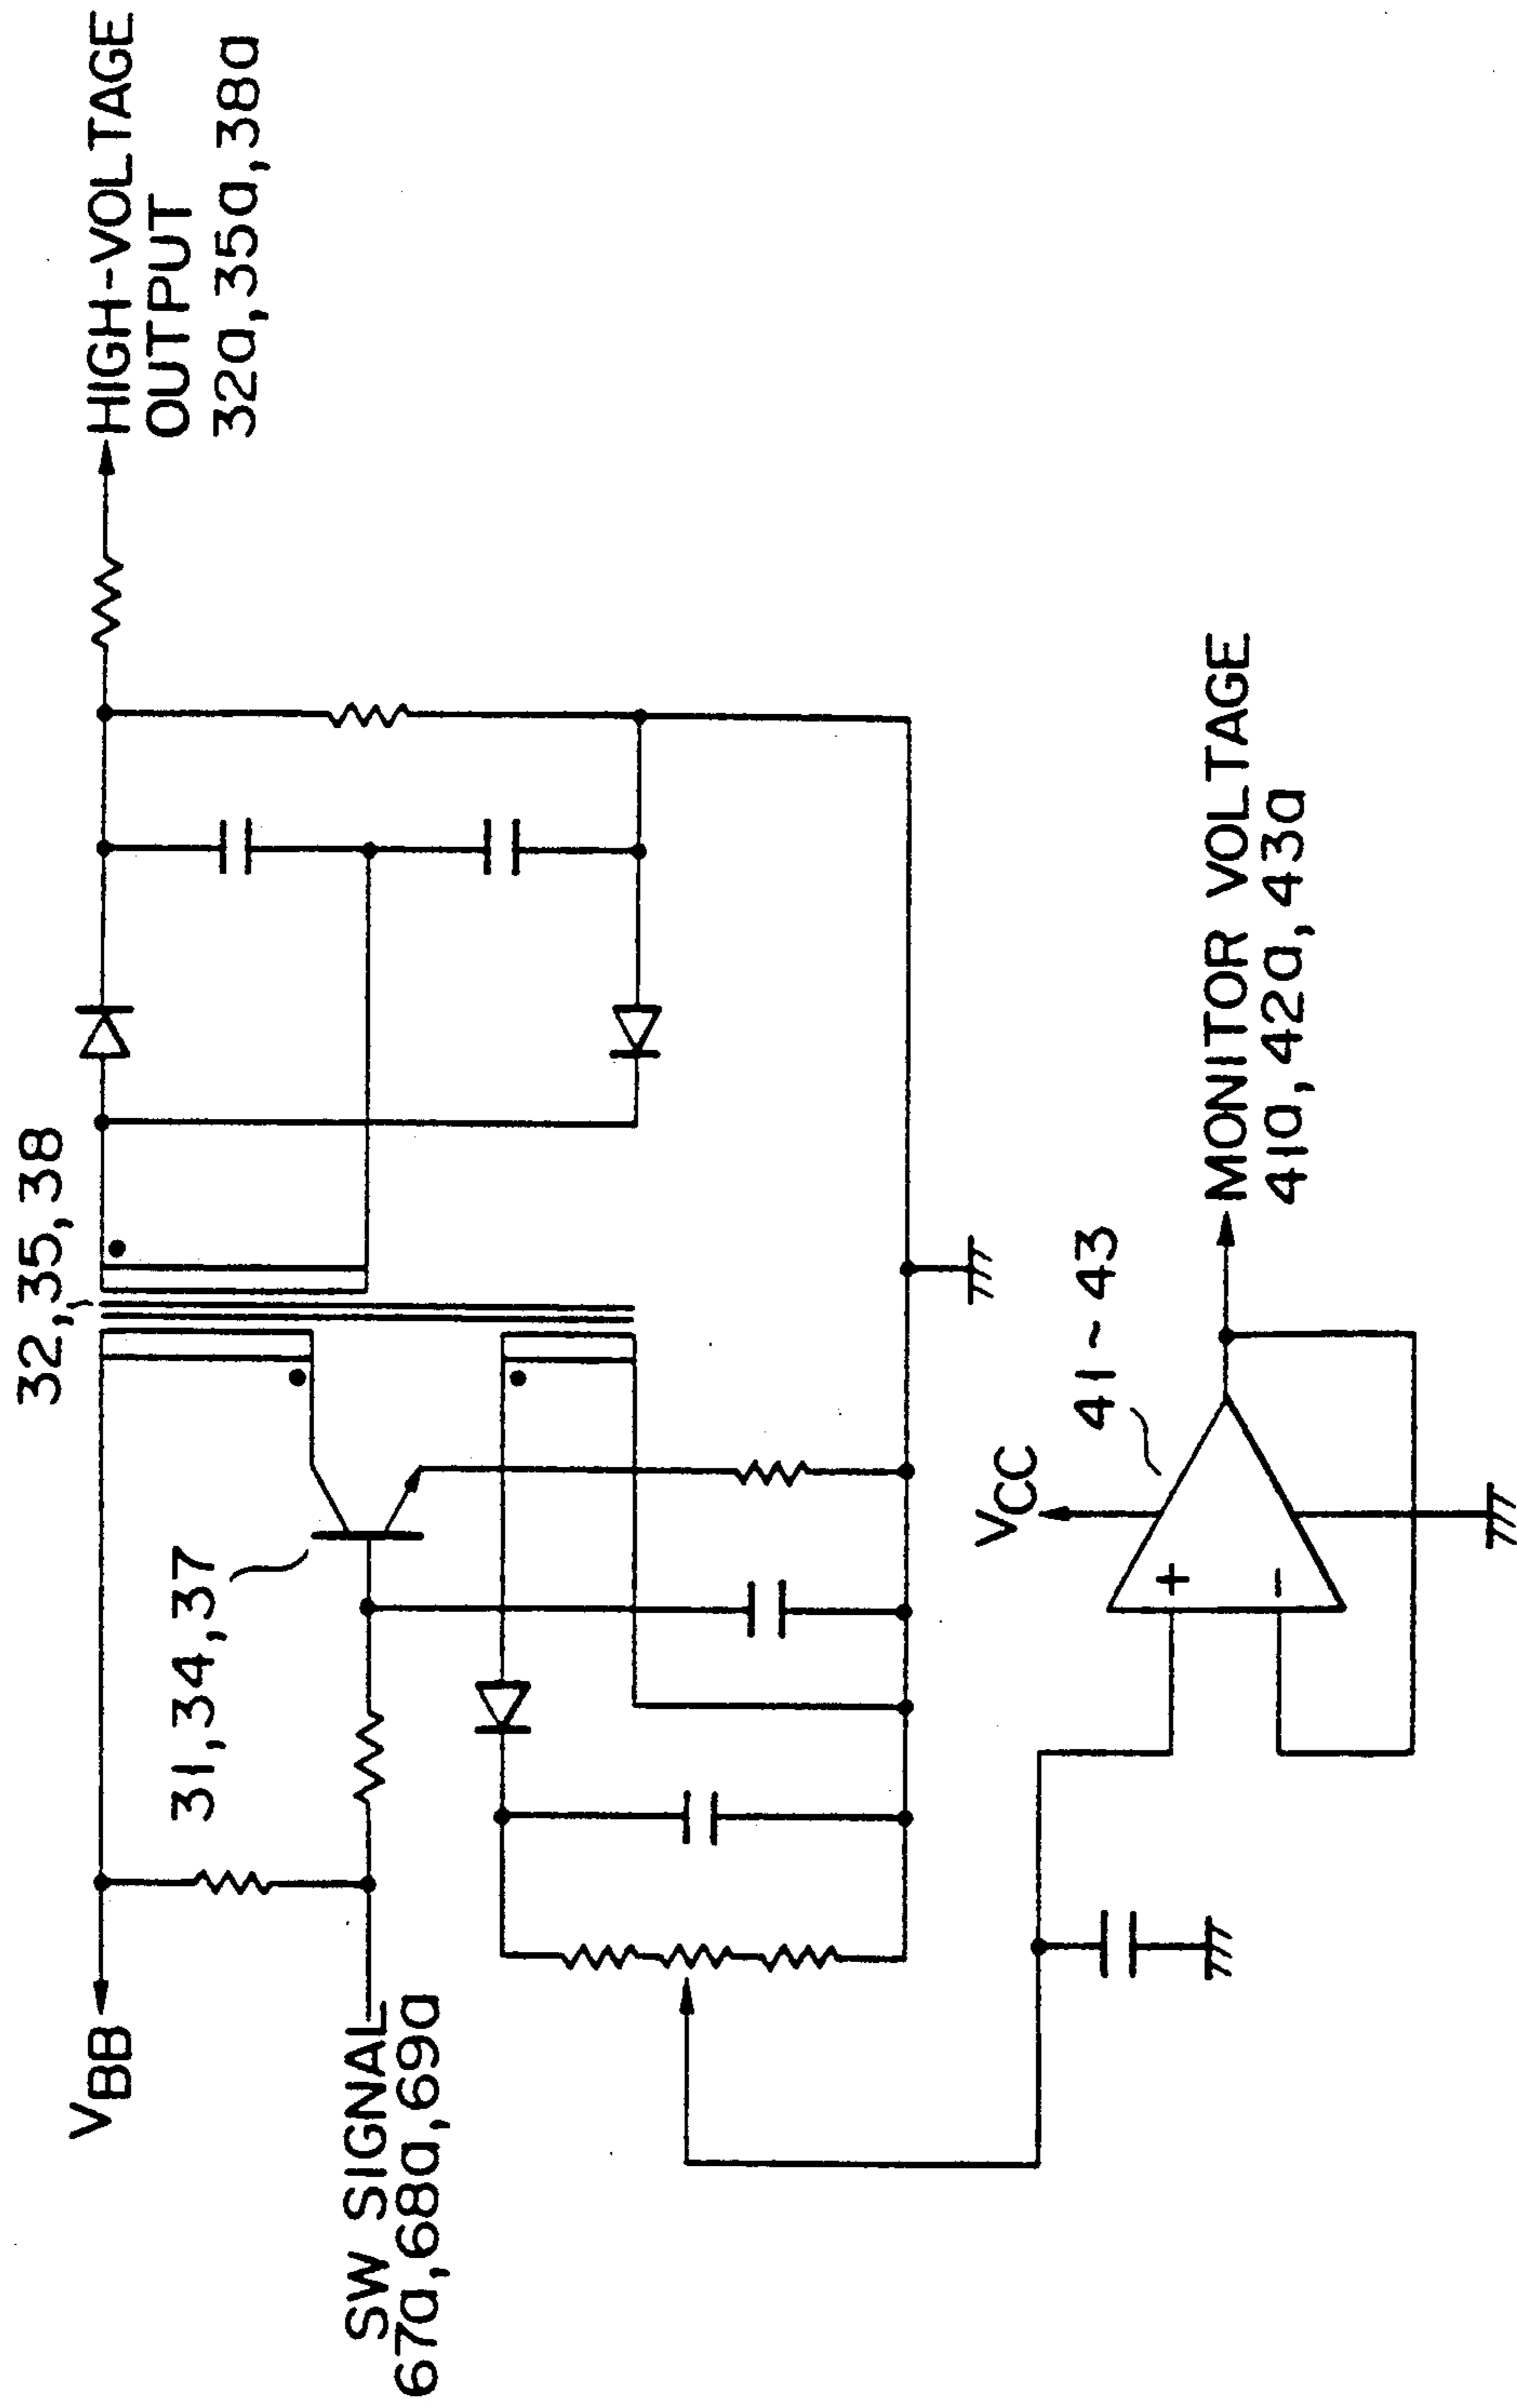 32,35,38
HIGH-VOLTAGE
OUTPUT
32a,35a,38a
VBB
31,34,37
SW SIGNAL
67a,68a,69a
VCC
41~43
+
−
MONITOR VOLTAGE
41a,42a,43a